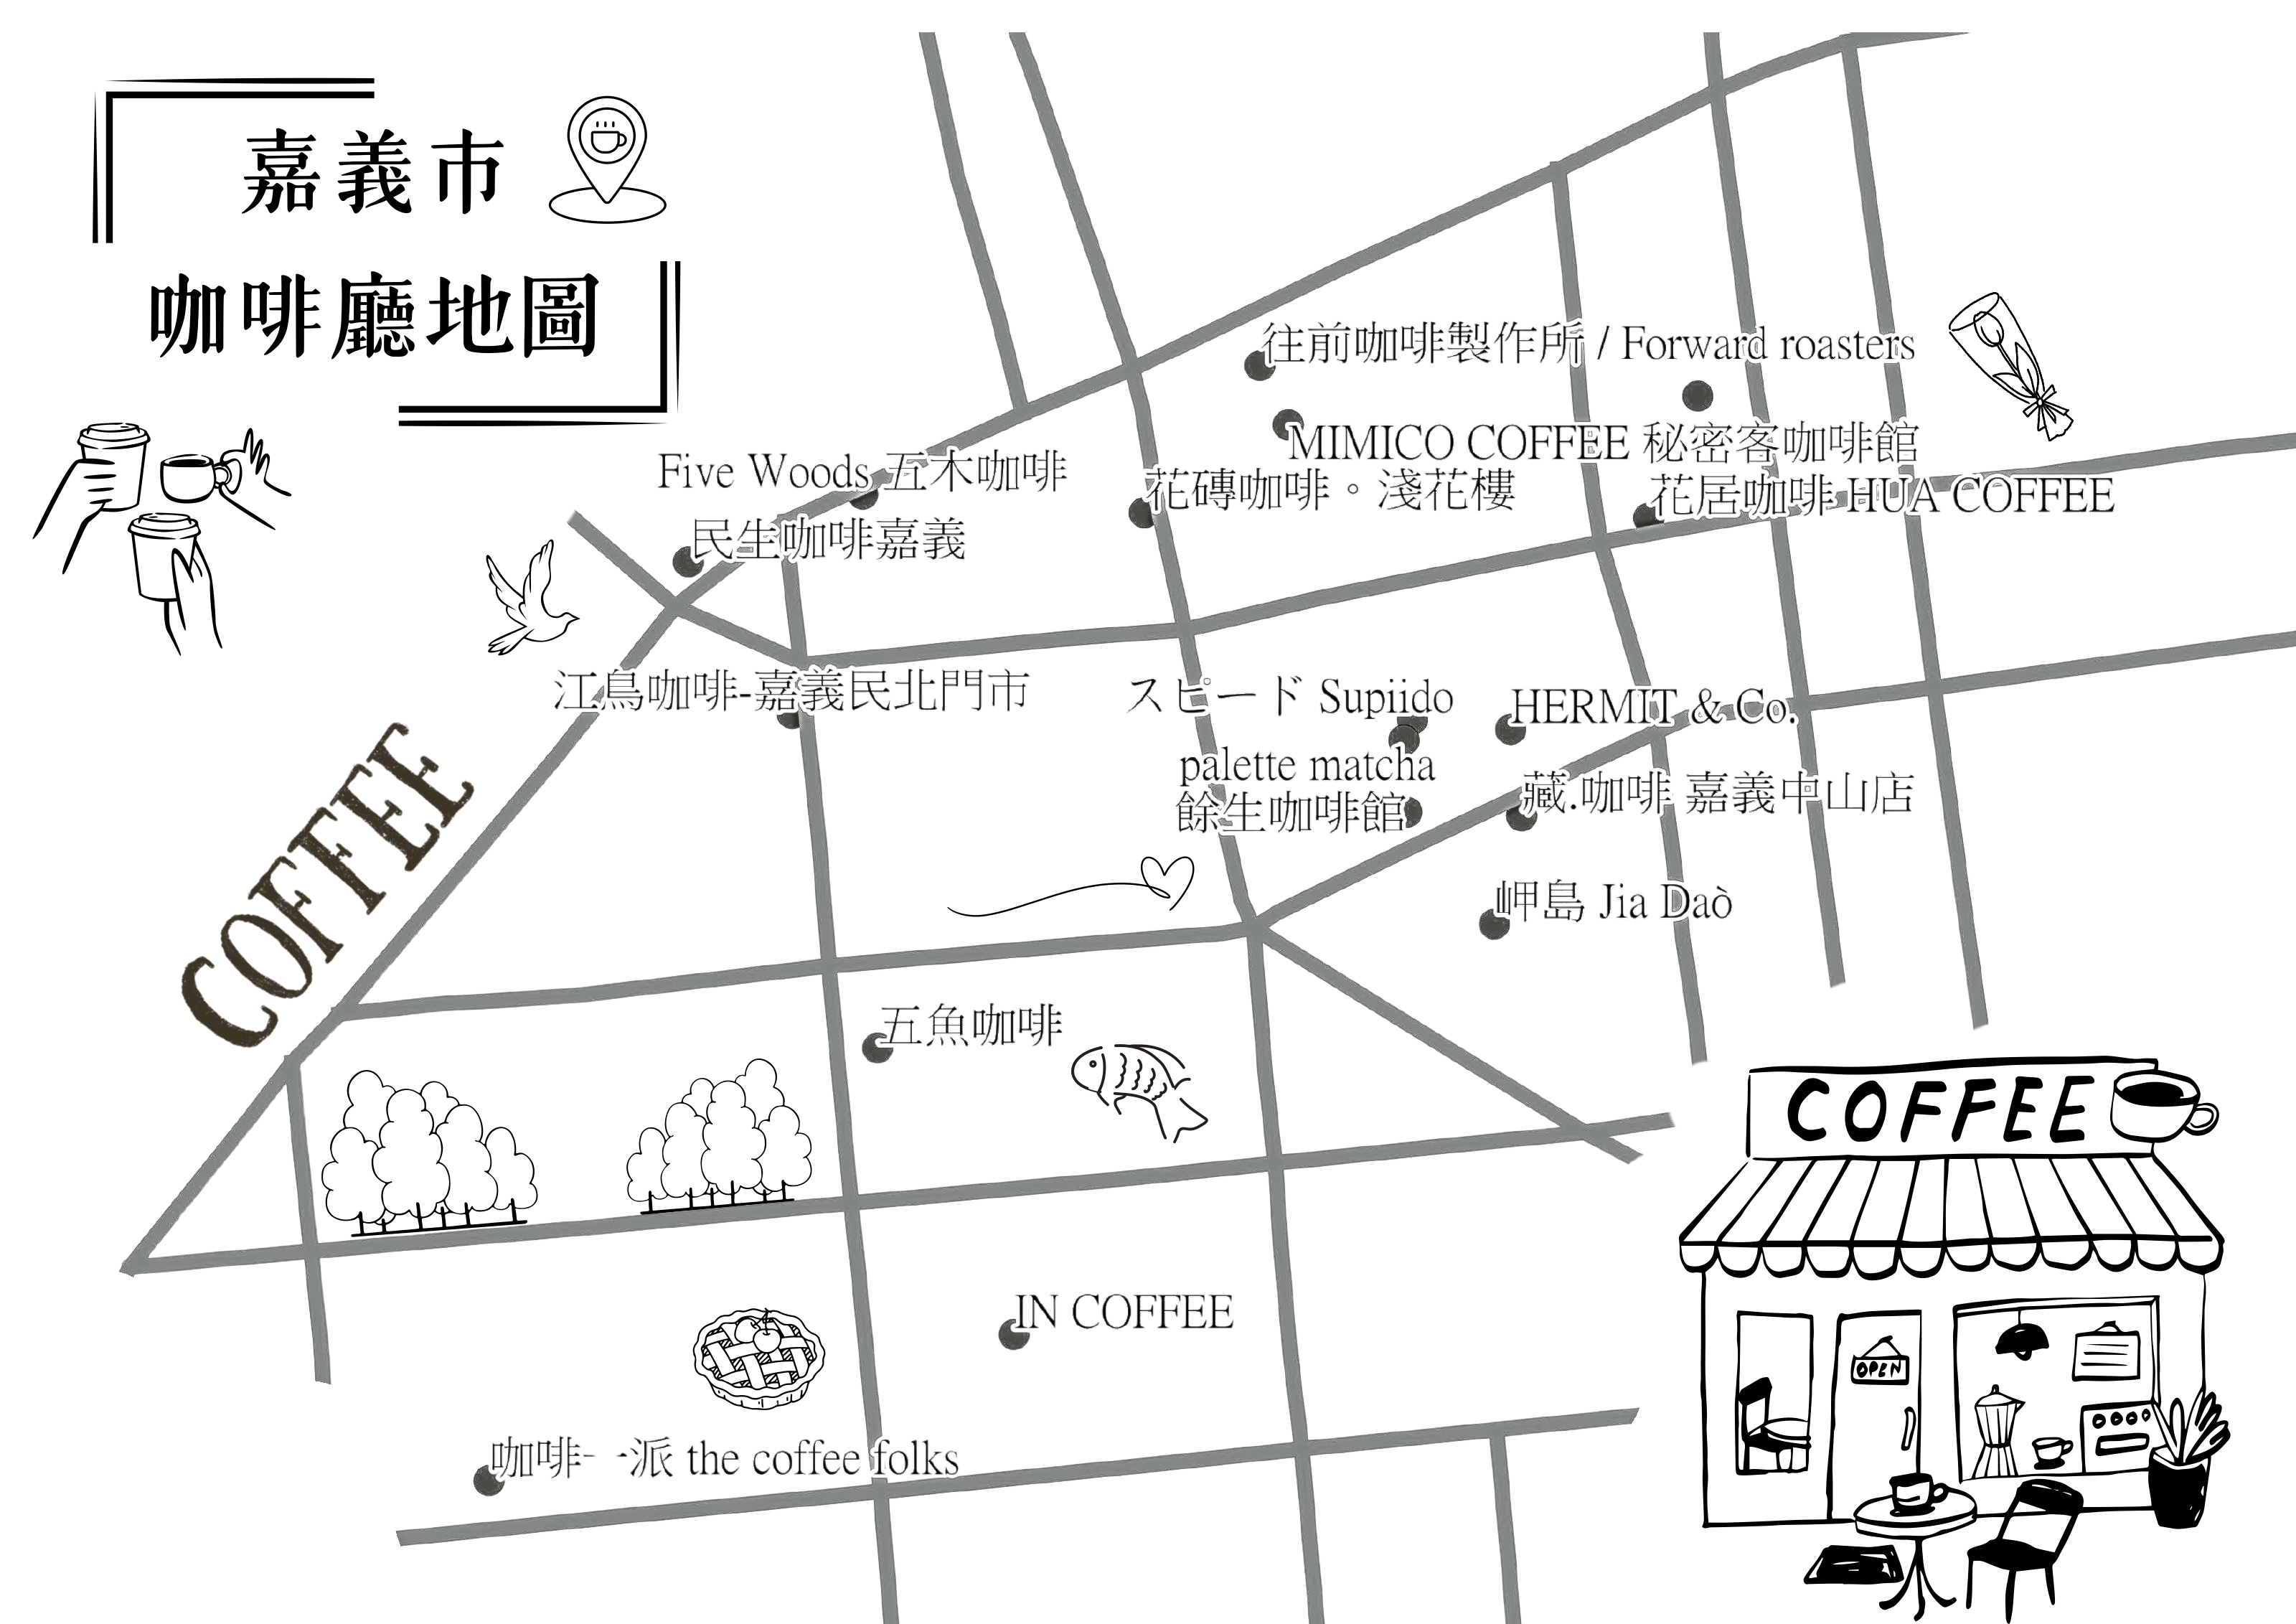 嘉義市
咖啡廳地圖
往前咖啡製作所 / Forward roasters
MIMICO COFFEE 秘密客咖啡館
Five Woods 五木咖啡
花磚咖啡。淺花樓
花居咖啡 HUA COFFEE
民生咖啡嘉義
江鳥咖啡-嘉義民北門市
スピード Supiido
HERMIT & Co.
palette matcha
藏.咖啡 嘉義中山店
餘生咖啡館
COFFEE
岬島 Jia Daò
五魚咖啡
COFFEE
IN COFFEE
OPEN
咖啡一派 the coffee folks